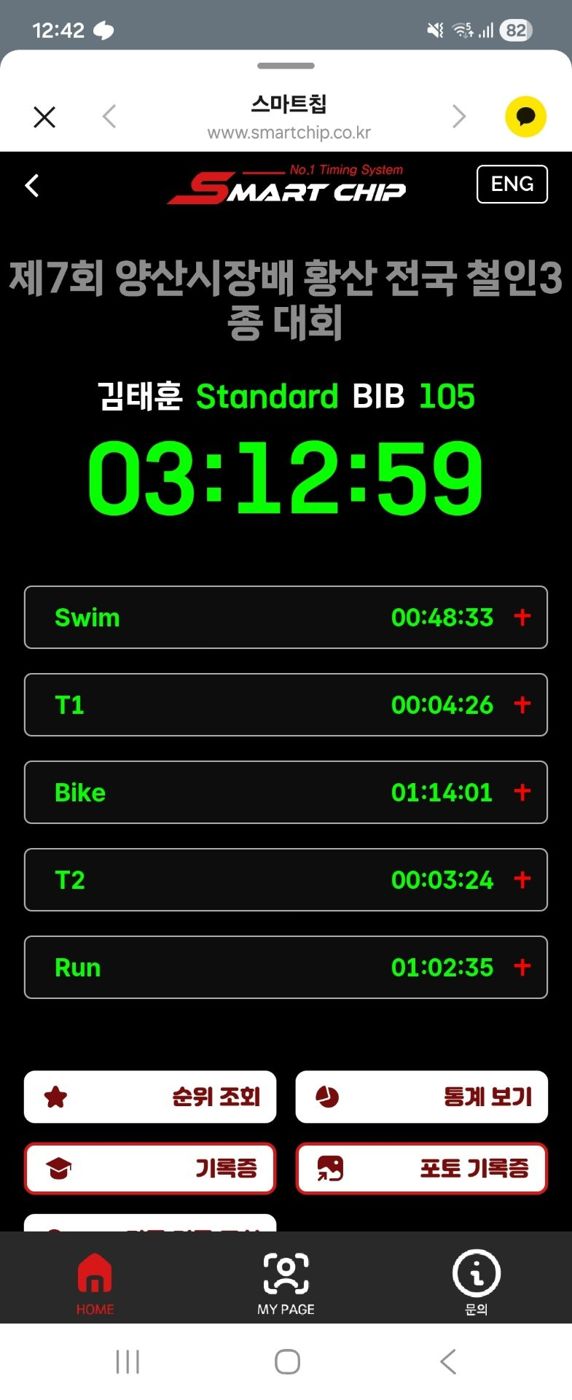 12:42
82
스마트칩
www.smartchip.co.kr
No.1 Timing System
SMART CHIP
ENG
제7회 양산시장배 황산 전국 철인3
종 대회
김태훈 Standard BIB 105
03:12:59
Swim 00:48:33 +
T1 00:04:26 +
Bike 01:14:01 +
T2 00:03:24 +
Run 01:02:35 +
순위 조회
통계 보기
기록증
포토 기록증
HOME
MY PAGE
문의